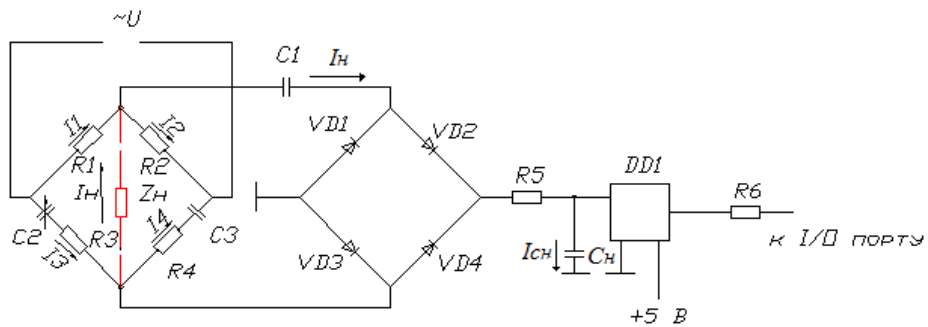 ~U
C1
Iн
VD1
VD2
DD1
I1
I2
R1
R2
R5
R6
Iн
Zн
C2
R3
I3
I4
R4
C3
VD3
VD4
Iсн
Cн
к I/O порту
+5 В